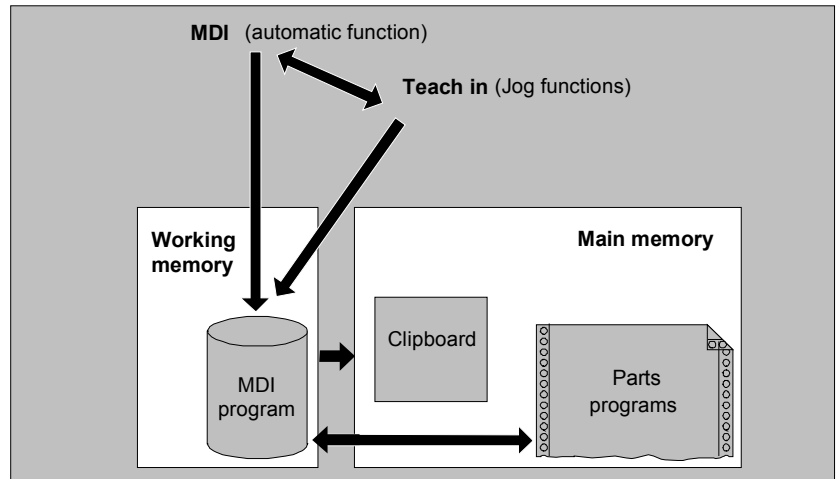 MDI (automatic function)
Teach in (Jog functions)
Working
memory
Main memory
Clipboard
MDI
program
Parts
programs